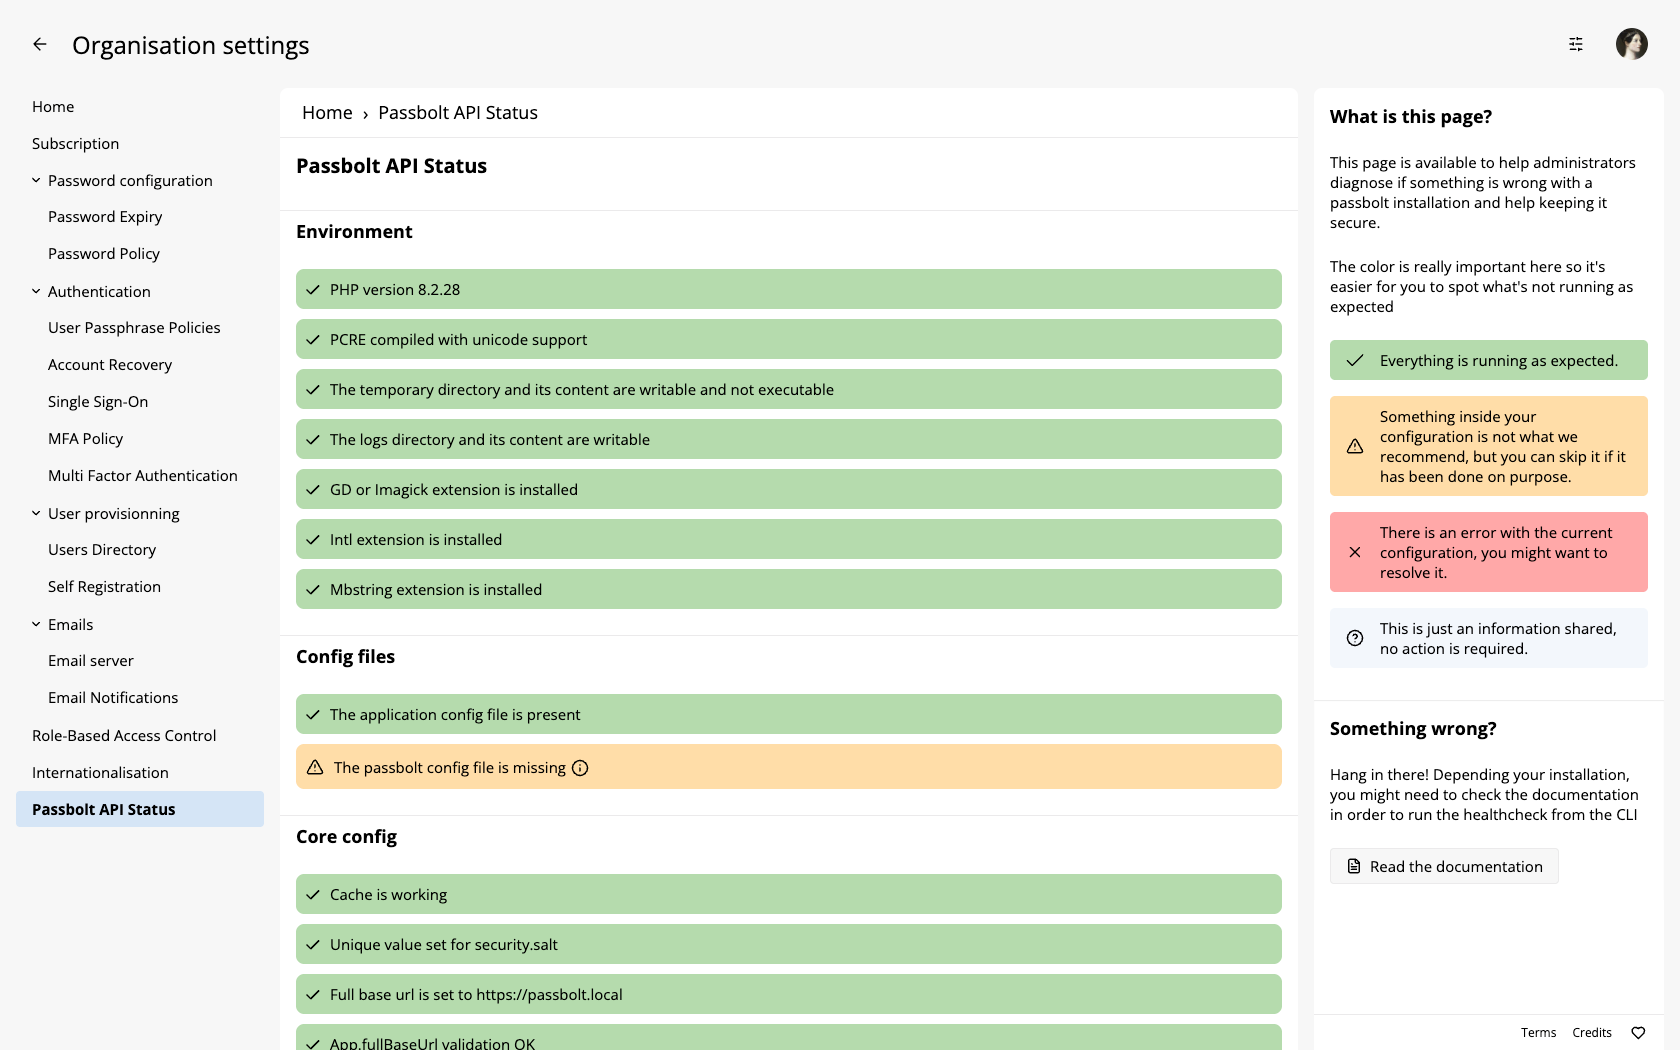 Organisation settings
Home
Subscription
Password configuration
Password Expiry
Password Policy
Authentication
User Passphrase Policies
Account Recovery
Single Sign-On
MFA Policy
Multi Factor Authentication
User provisionning
Users Directory
Self Registration
Emails
Email server
Email Notifications
Role-Based Access Control
Internationalisation
Passbolt API Status
Home › Passbolt API Status
Passbolt API Status
Environment
PHP version 8.2.28
PCRE compiled with unicode support
The temporary directory and its content are writable and not executable
The logs directory and its content are writable
GD or Imagick extension is installed
Intl extension is installed
Mbstring extension is installed
Config files
The application config file is present
The passbolt config file is missing
Core config
Cache is working
Unique value set for security.salt
Full base url is set to https://passbolt.local
App.fullBaseUrl validation OK
What is this page?
This page is available to help administrators
diagnose if something is wrong with a
passbolt installation and help keeping it
secure.
The color is really important here so it's
easier for you to spot what's not running as
expected
Everything is running as expected.
Something inside your
configuration is not what we
recommend, but you can skip it if it
has been done on purpose.
There is an error with the current
configuration, you might want to
resolve it.
This is just an information shared,
no action is required.
Something wrong?
Hang in there! Depending your installation,
you might need to check the documentation
in order to run the healthcheck from the CLI
Read the documentation
Terms Credits